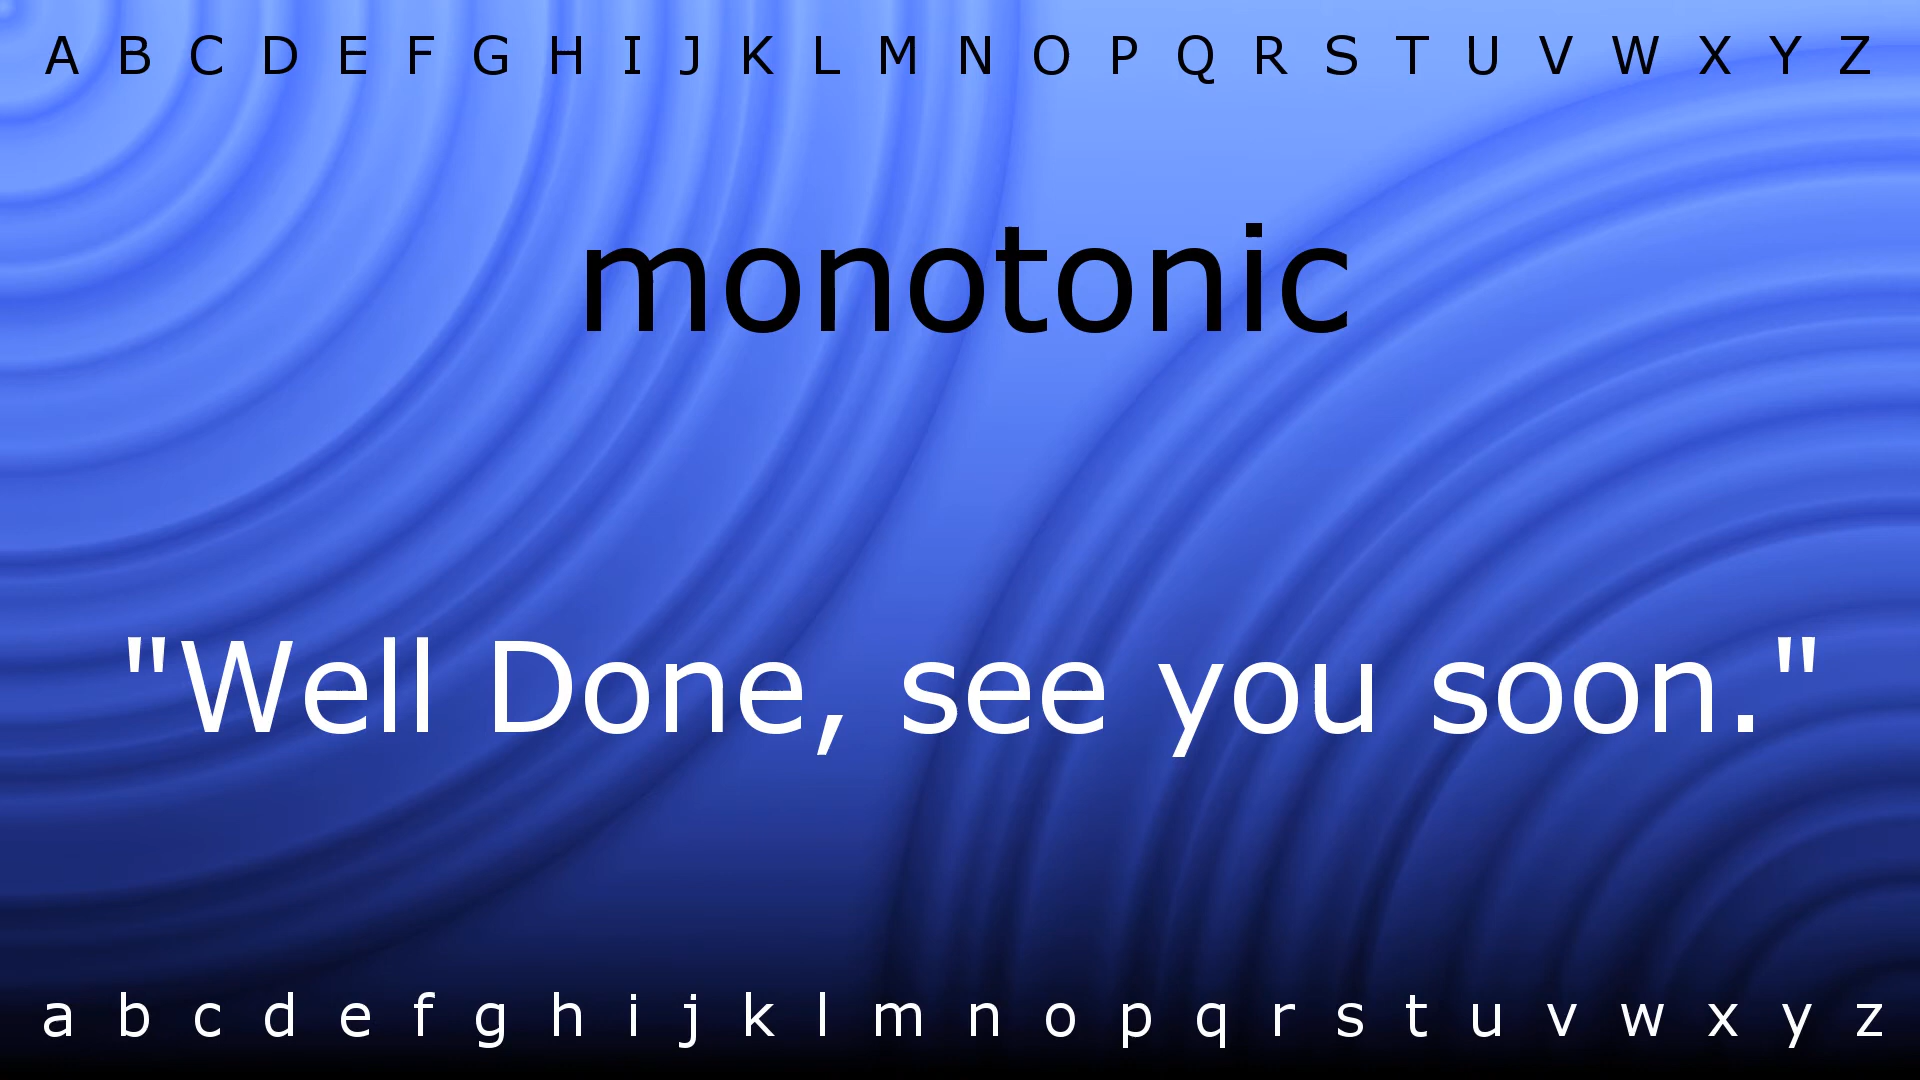 A B C D E F G H I J K L M N O P Q R S T U V W X Y Z
monotonic
"Well Done, see you soon."
a b c d e f g h i j k l m n o p q r s t u v w x y z